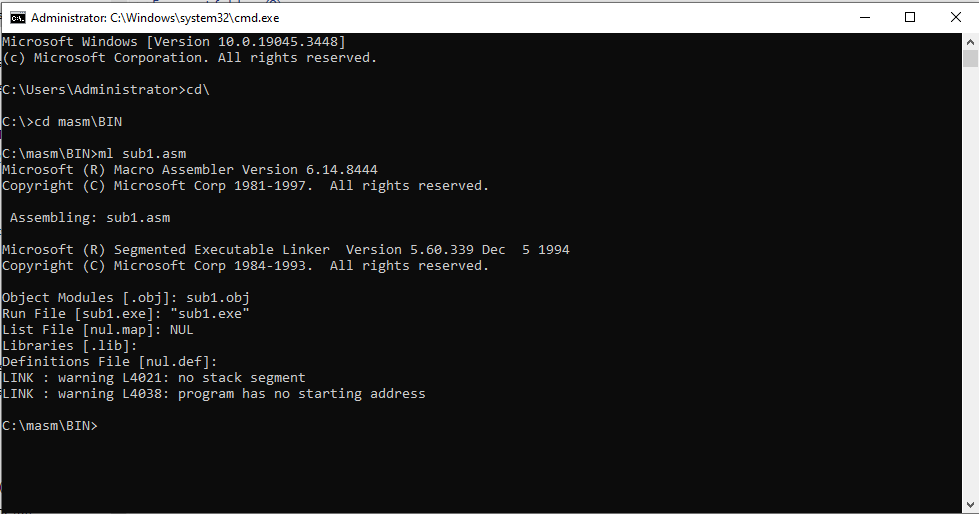 Administrator: C:\Windows\system32\cmd.exe
Microsoft Windows [Version 10.0.19045.3448]
(c) Microsoft Corporation. All rights reserved.
C:\Users\Administrator>cd\
C:\>cd masm\BIN
C:\masm\BIN>ml sub1.asm
Microsoft (R) Macro Assembler Version 6.14.8444
Copyright (C) Microsoft Corp 1981-1997.  All rights reserved.
 Assembling: sub1.asm
Microsoft (R) Segmented Executable Linker  Version 5.60.339 Dec  5 1994
Copyright (C) Microsoft Corp 1984-1993.  All rights reserved.
Object Modules [.obj]: sub1.obj
Run File [sub1.exe]: "sub1.exe"
List File [nul.map]: NUL
Libraries [.lib]:
Definitions File [nul.def]:
LINK : warning L4021: no stack segment
LINK : warning L4038: program has no starting address
C:\masm\BIN>